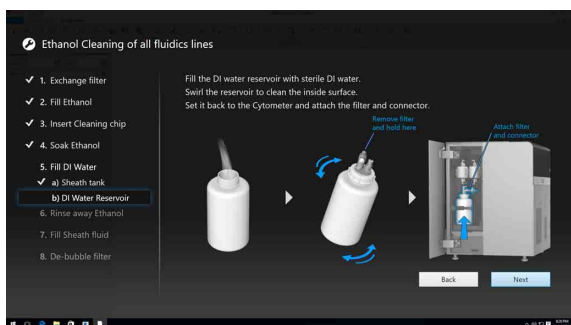 Ethanol Cleaning of all fluidics lines
1. Exchange filter
2. Fill Ethanol
3. Insert Cleaning chip
4. Soak Ethanol
5. Fill DI Water
a) Sheath tank
b) DI Water Reservoir
6. Rinse away Ethanol
7. Fill Sheath fluid
8. De-bubble filter
Fill the DI water reservoir with sterile DI water.
Swirl the reservoir to clean the inside surface.
Set it back to the Cytometer and attach the filter and connector.
Remove filter
and hold here
Attach filter
and connector
Back
Next